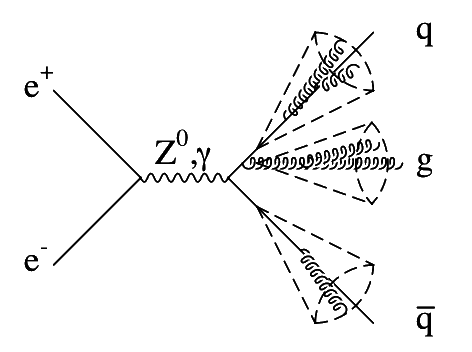 q
e⁺
Z⁰,γ
g
e⁻
q̅